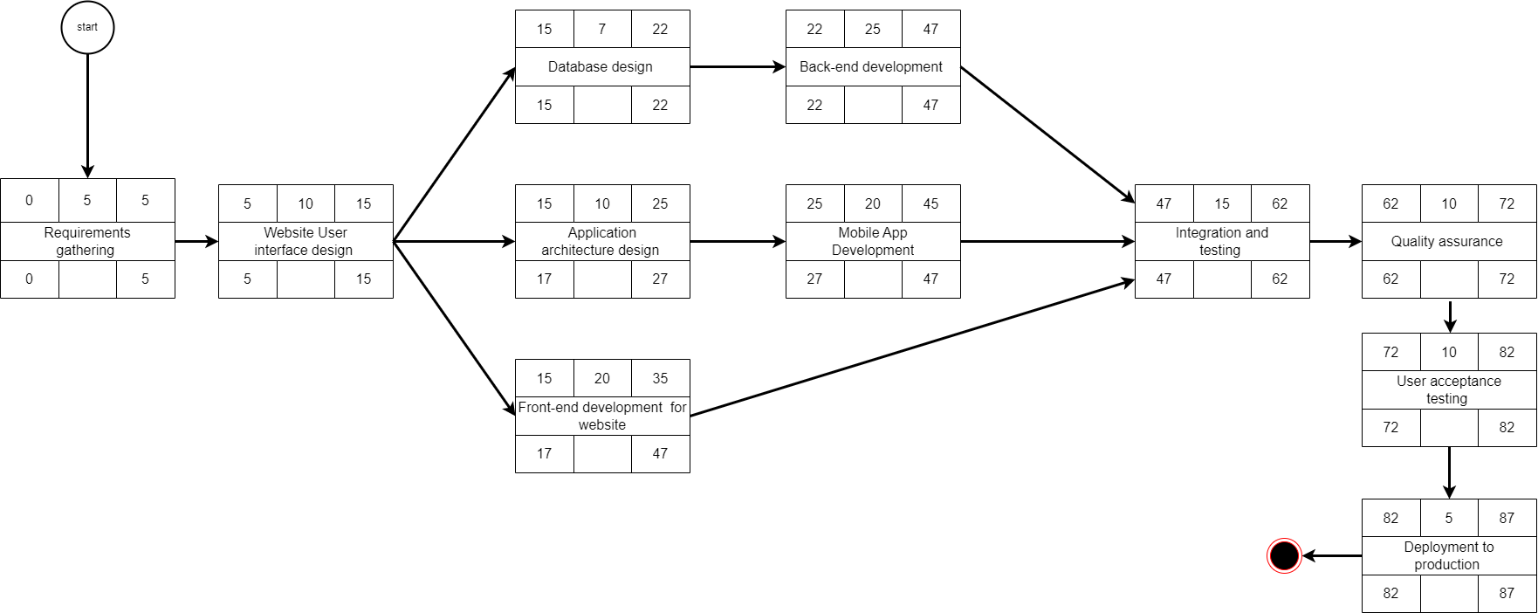 start
0 5 5
Requirements
gathering
0 5
5 10 15
Website User
interface design
5 15
15 7 22
Database design
15 22
22 25 47
Back-end development
22 47
15 10 25
Application
architecture design
17 27
25 20 45
Mobile App
Development
27 47
15 20 35
Front-end development for
website
17 47
47 15 62
Integration and
testing
47 62
62 10 72
Quality assurance
62 72
72 10 82
User acceptance
testing
72 82
82 5 87
Deployment to
production
82 87